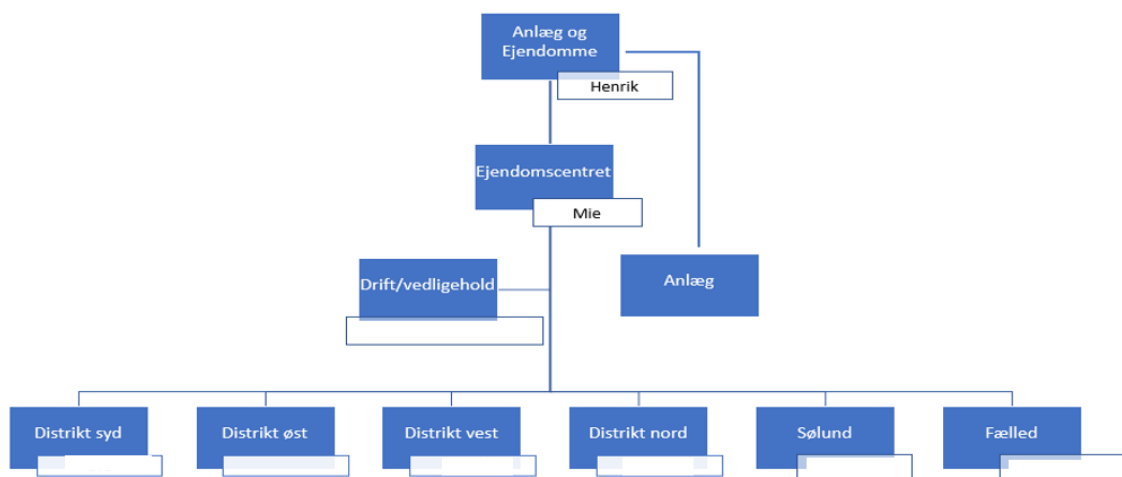 Anlæg og
Ejendomme
Henrik
Ejendomscentret
Mie
Drift/vedligehold
Anlæg
Distrikt syd
Distrikt øst
Distrikt vest
Distrikt nord
Sølund
Fælled